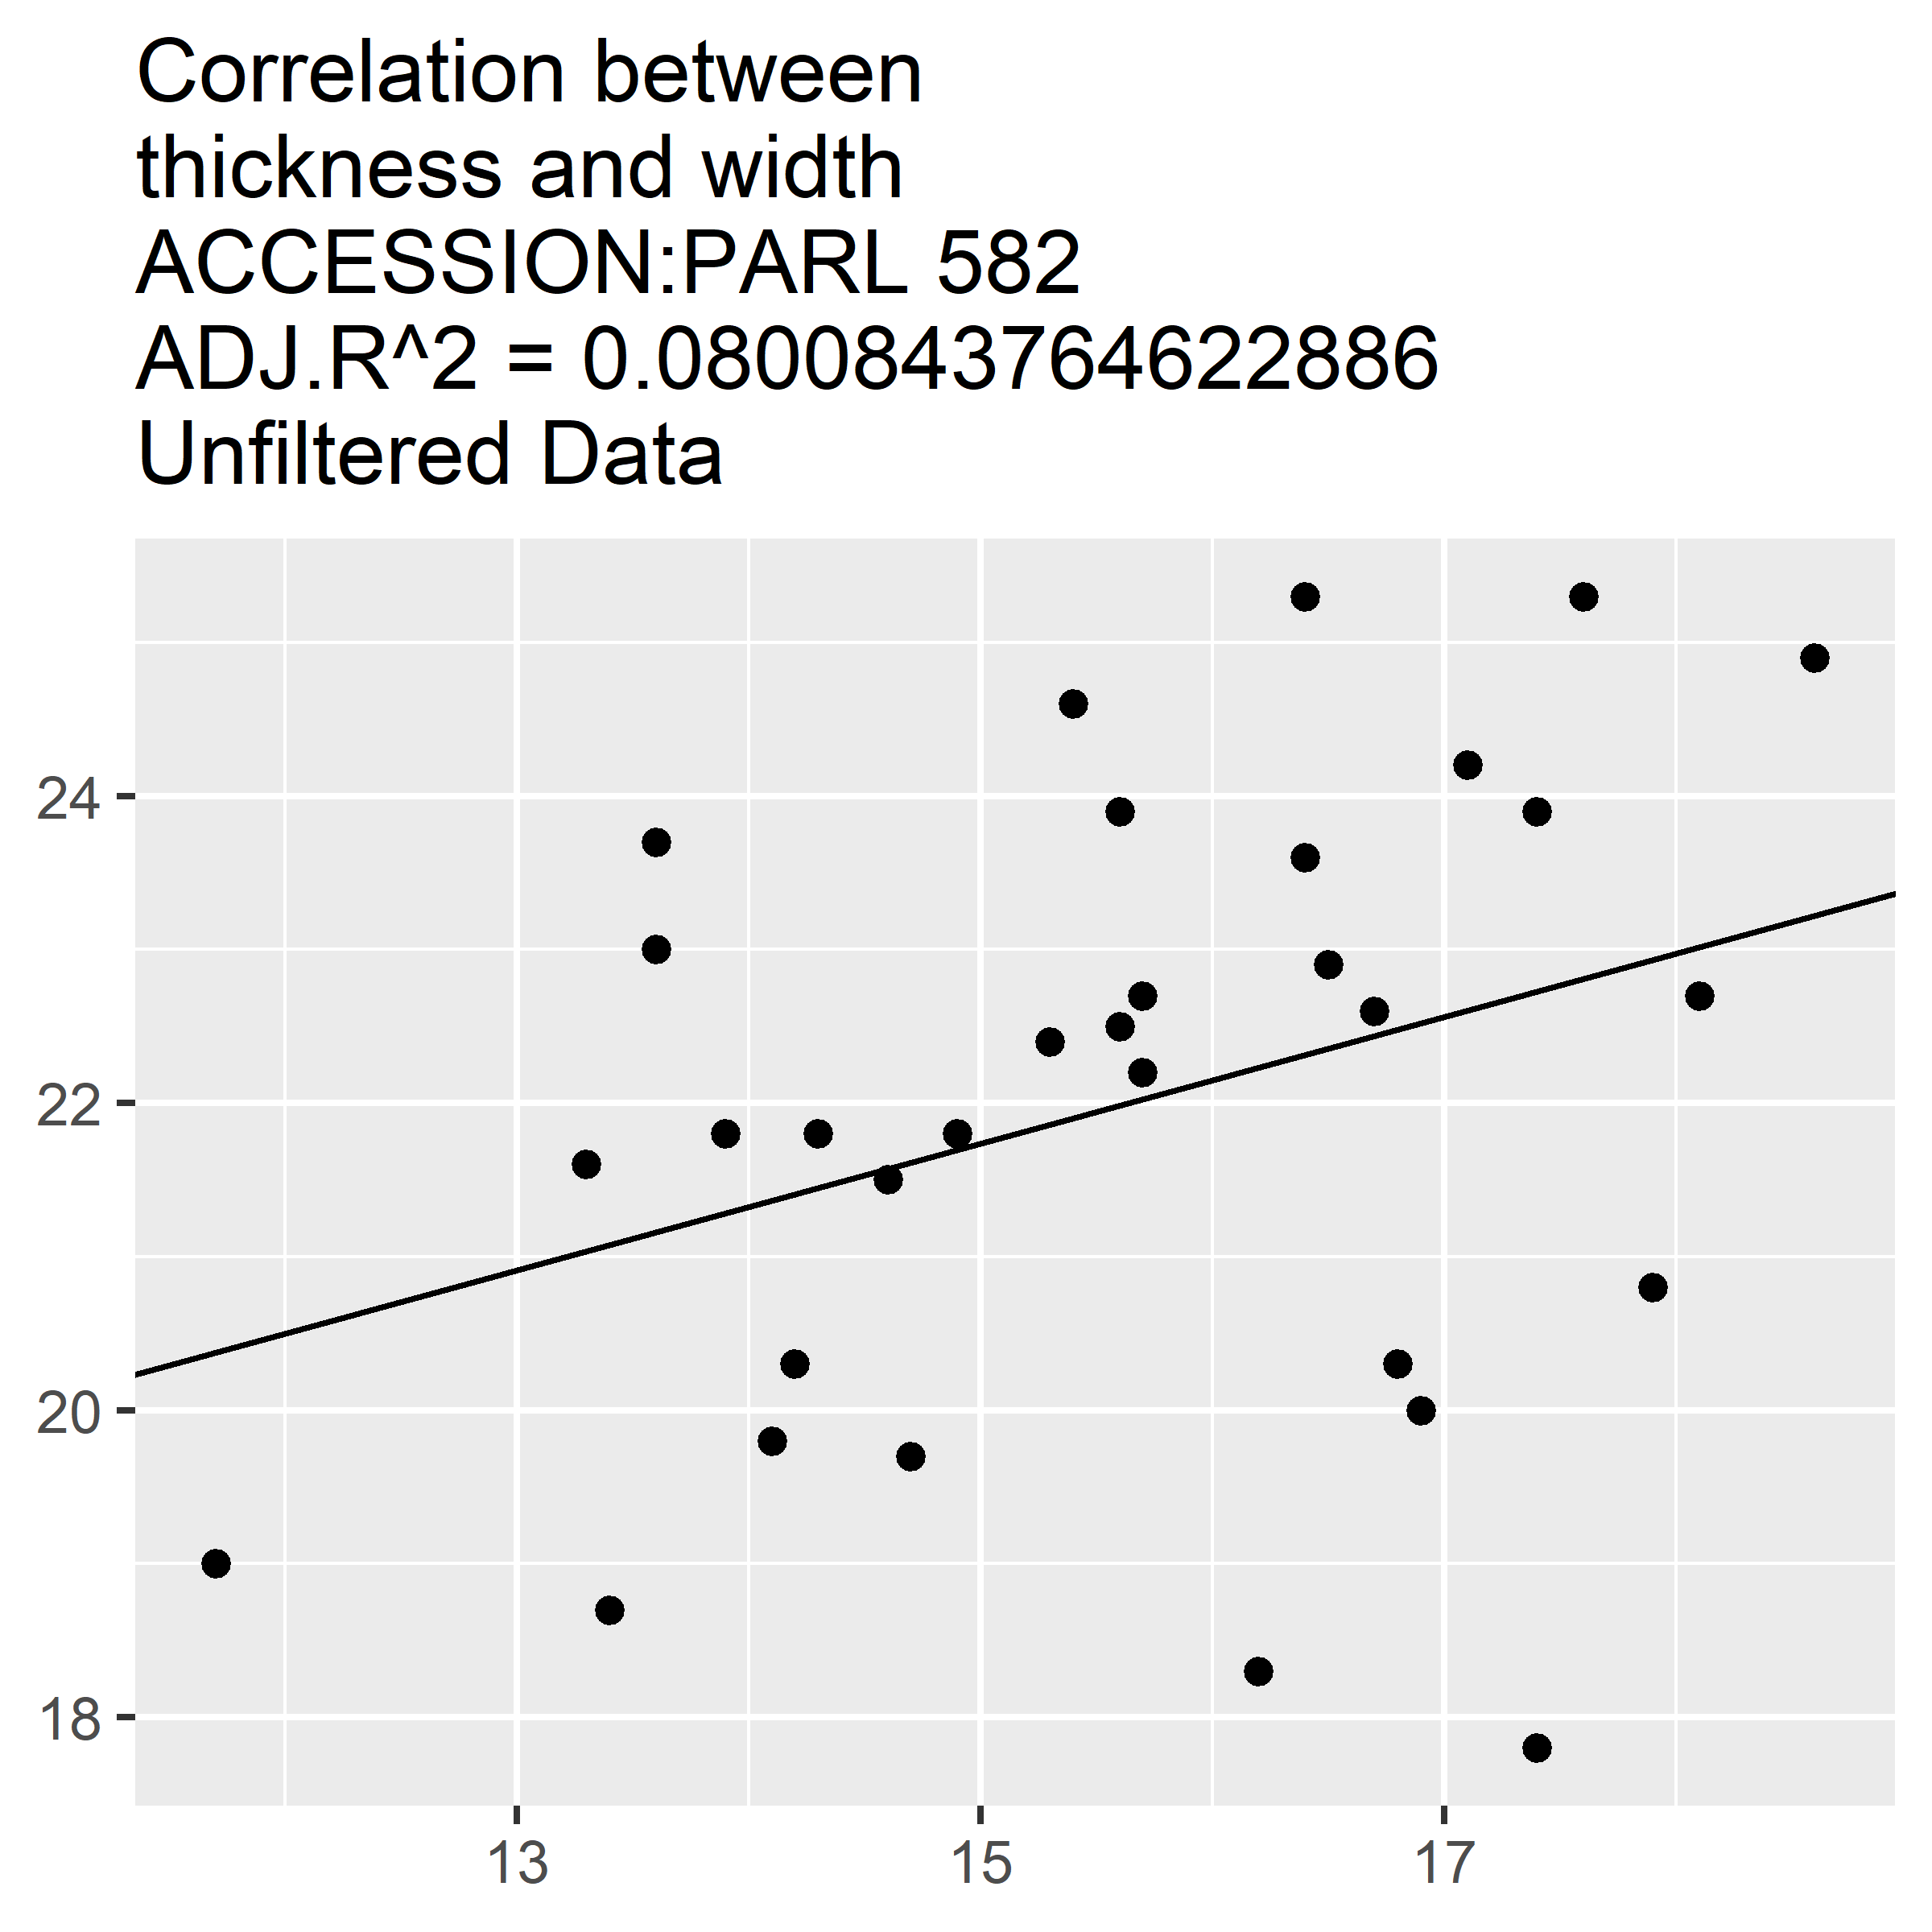 Correlation between
thickness and width
ACCESSION:PARL 582
ADJ.R^2 = 0.0800843764622886
Unfiltered Data
24
22
20
18
13 15 17